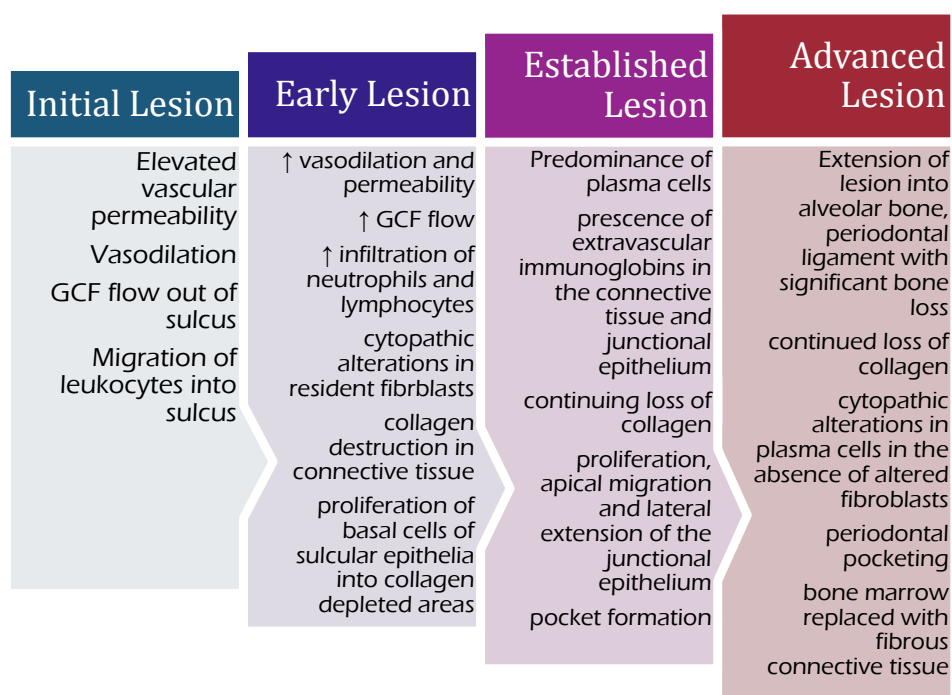 Initial Lesion
Elevated
vascular
permeability
Vasodilation
GCF flow out of
sulcus
Migration of
leukocytes into
sulcus
Early Lesion
↑ vasodilation and
permeability
↑ GCF flow
↑ infiltration of
neutrophils and
lymphocytes
cytopathic
alterations in
resident fibrblasts
collagen
destruction in
connective tissue
proliferation of
basal cells of
sulcular epithelia
into collagen
depleted areas
Established
Lesion
Predominance of
plasma cells
prescence of
extravascular
immunoglobins in
the connective
tissue and
junctional
epithelium
continuing loss of
collagen
proliferation,
apical migration
and lateral
extension of the
junctional
epithelium
pocket formation
Advanced
Lesion
Extension of
lesion into
alveolar bone,
periodontal
ligament with
significant bone
loss
continued loss of
collagen
cytopathic
alterations in
plasma cells in the
absence of altered
fibroblasts
periodontal
pocketing
bone marrow
replaced with
fibrous
connective tissue